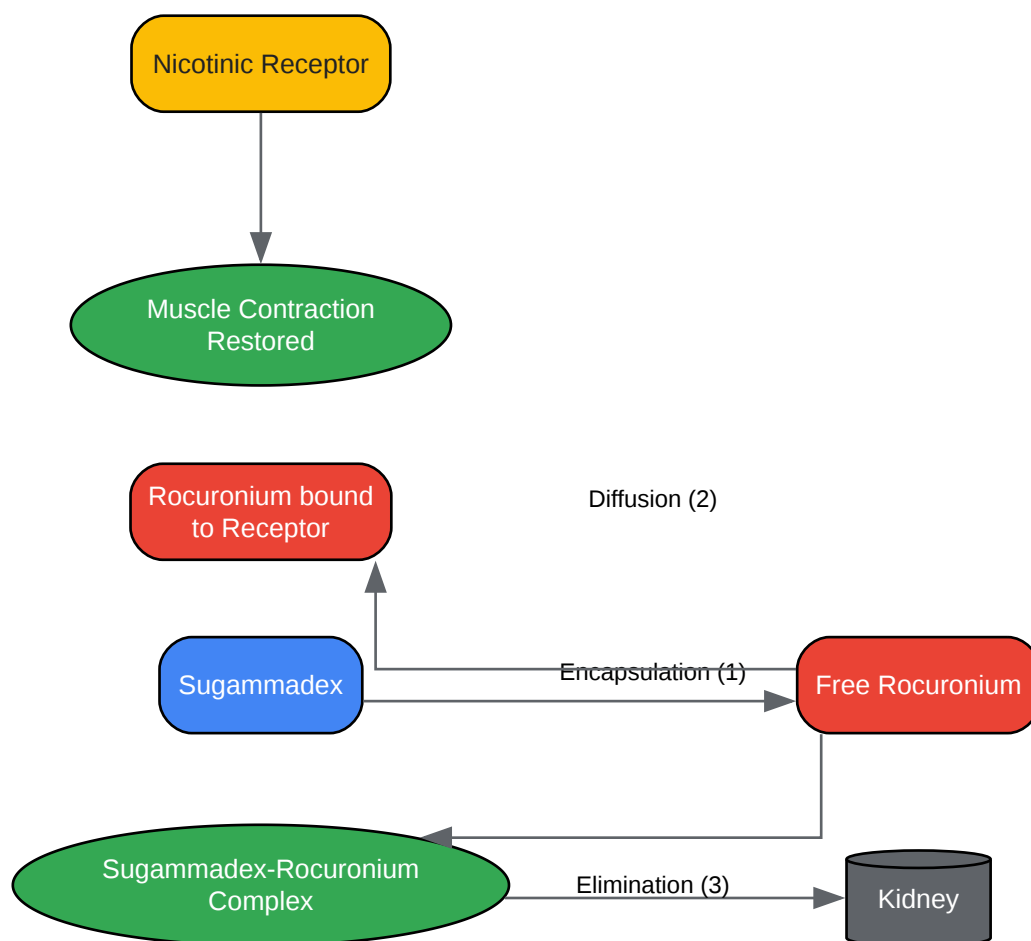 Nicotinic Receptor
Muscle Contraction
Restored
Rocuronium bound
to Receptor
Diffusion (2)
Sugammadex
Encapsulation (1)
Free Rocuronium
Sugammadex-Rocuronium
Complex
Elimination (3)
Kidney